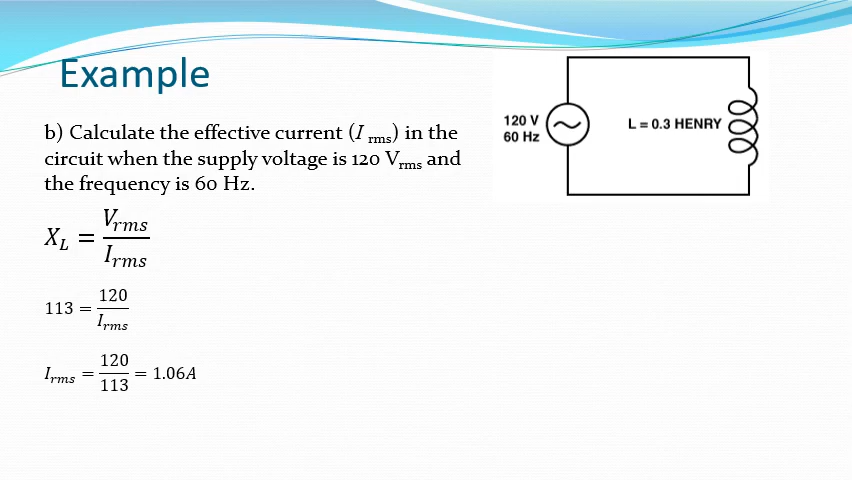 Example
b) Calculate the effective current (I rms) in the
circuit when the supply voltage is 120 Vrms and
the frequency is 60 Hz.
X_L = V_rms / I_rms
113 = 120 / I_rms
I_rms = 120 / 113 = 1.06A
120 V
60 Hz
L = 0.3 HENRY